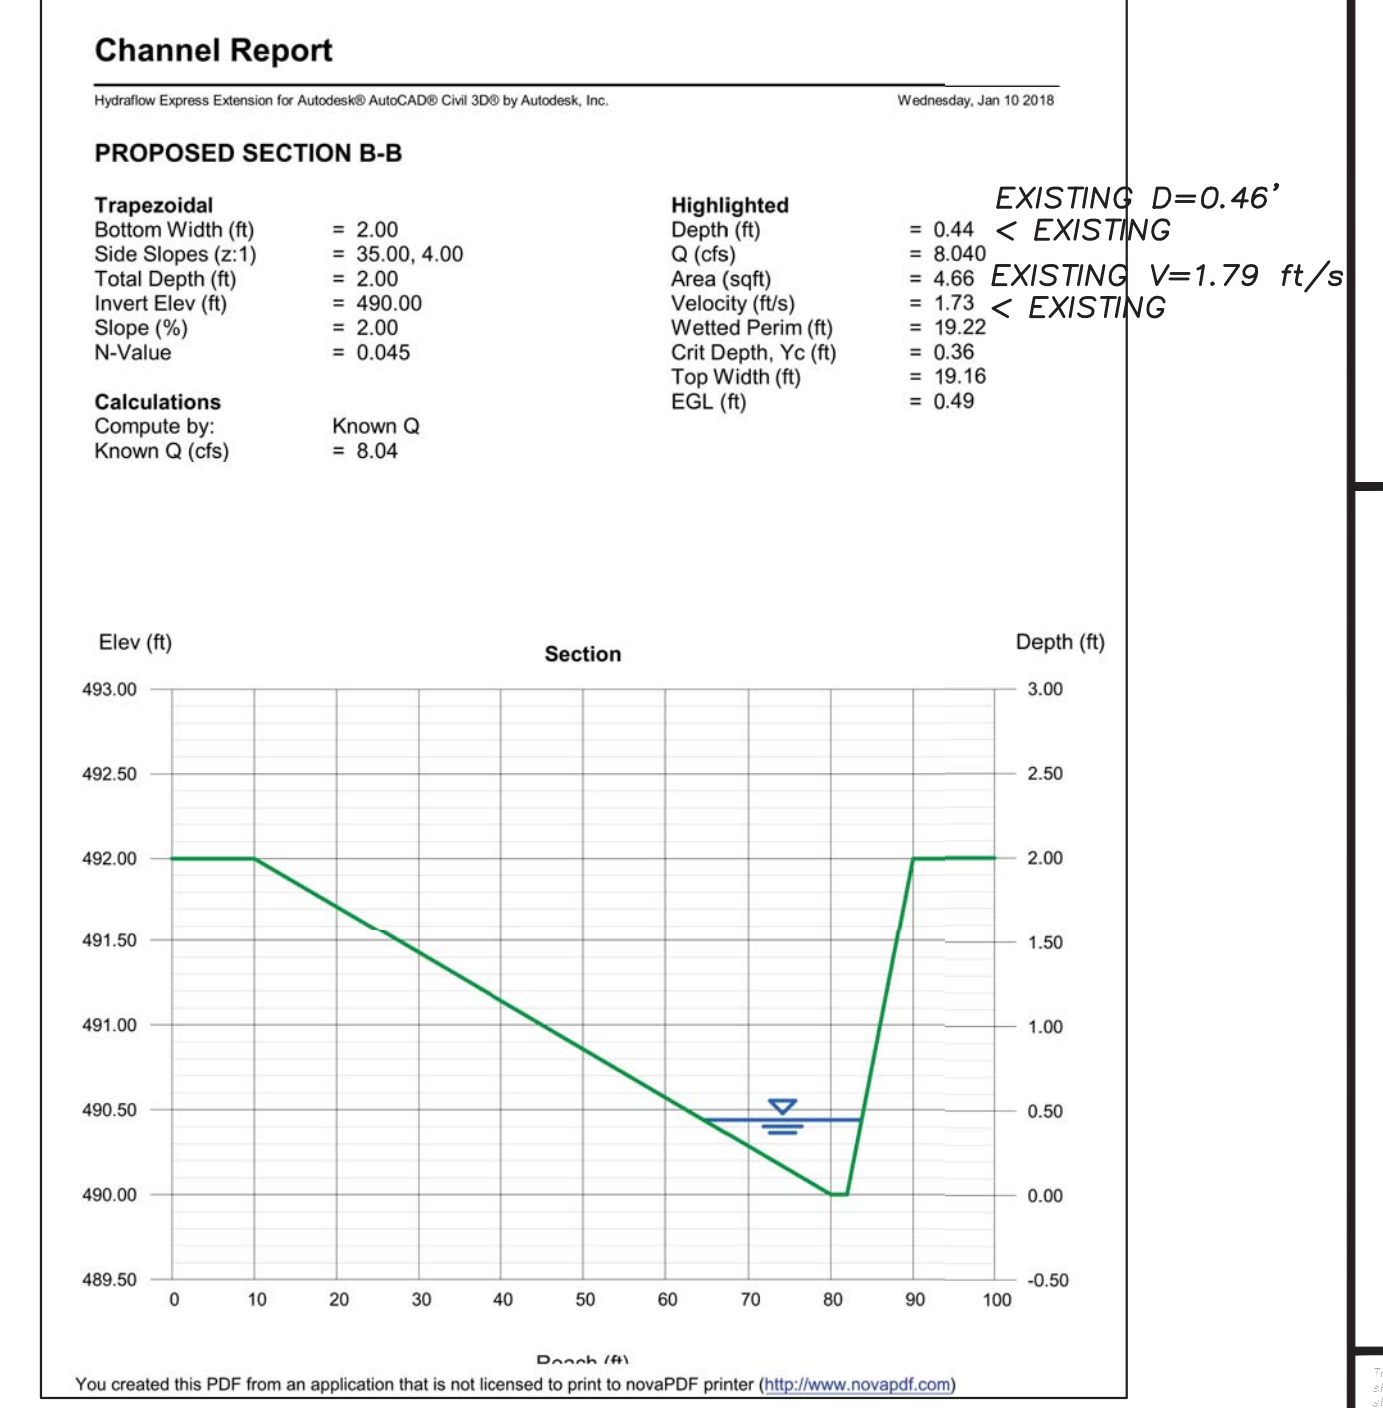 Channel Report
Hydraflow Express Extension for Autodesk® AutoCAD® Civil 3D® by Autodesk, Inc.
Wednesday, Jan 10 2018
PROPOSED SECTION B-B
Trapezoidal
Bottom Width (ft) = 2.00
Side Slopes (z:1) = 35.00, 4.00
Total Depth (ft) = 2.00
Invert Elev (ft) = 490.00
Slope (%) = 2.00
N-Value = 0.045
Calculations
Compute by: Known Q
Known Q (cfs) = 8.04
Highlighted
Depth (ft) = 0.44
Q (cfs) = 8.040
Area (sqft) = 4.66
Velocity (ft/s) = 1.73
Wetted Perim (ft) = 19.22
Crit Depth, Yc (ft) = 0.36
Top Width (ft) = 19.16
EGL (ft) = 0.49
EXISTING D=0.46'
< EXISTING
EXISTING V=1.79 ft/s
< EXISTING
Elev (ft)
Section
Depth (ft)
493.00 3.00
492.50 2.50
492.00 2.00
491.50 1.50
491.00 1.00
490.50 0.50
490.00 0.00
489.50 -0.50
0 10 20 30 40 50 60 70 80 90 100
Reach (ft)
You created this PDF from an application that is not licensed to print to novaPDF printer (http://www.novapdf.com)